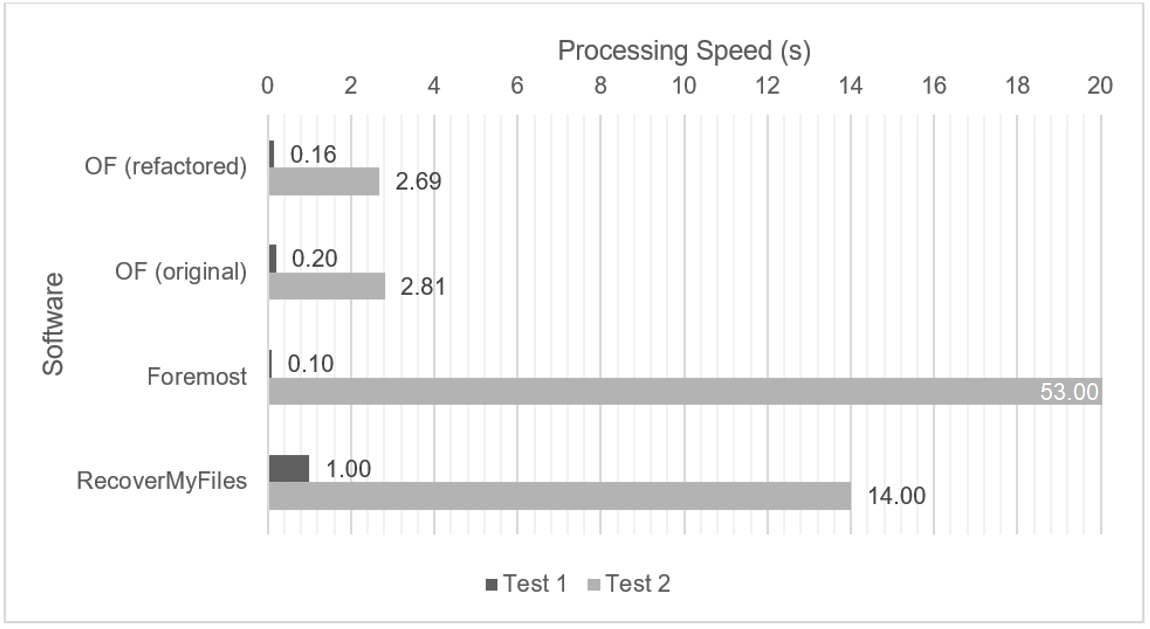 Processing Speed (s)
0 2 4 6 8 10 12 14 16 18 20
Software
OF (refactored) 0.16
2.69
OF (original) 0.20
2.81
Foremost 0.10
53.00
RecoverMyFiles 1.00
14.00
Test 1 Test 2